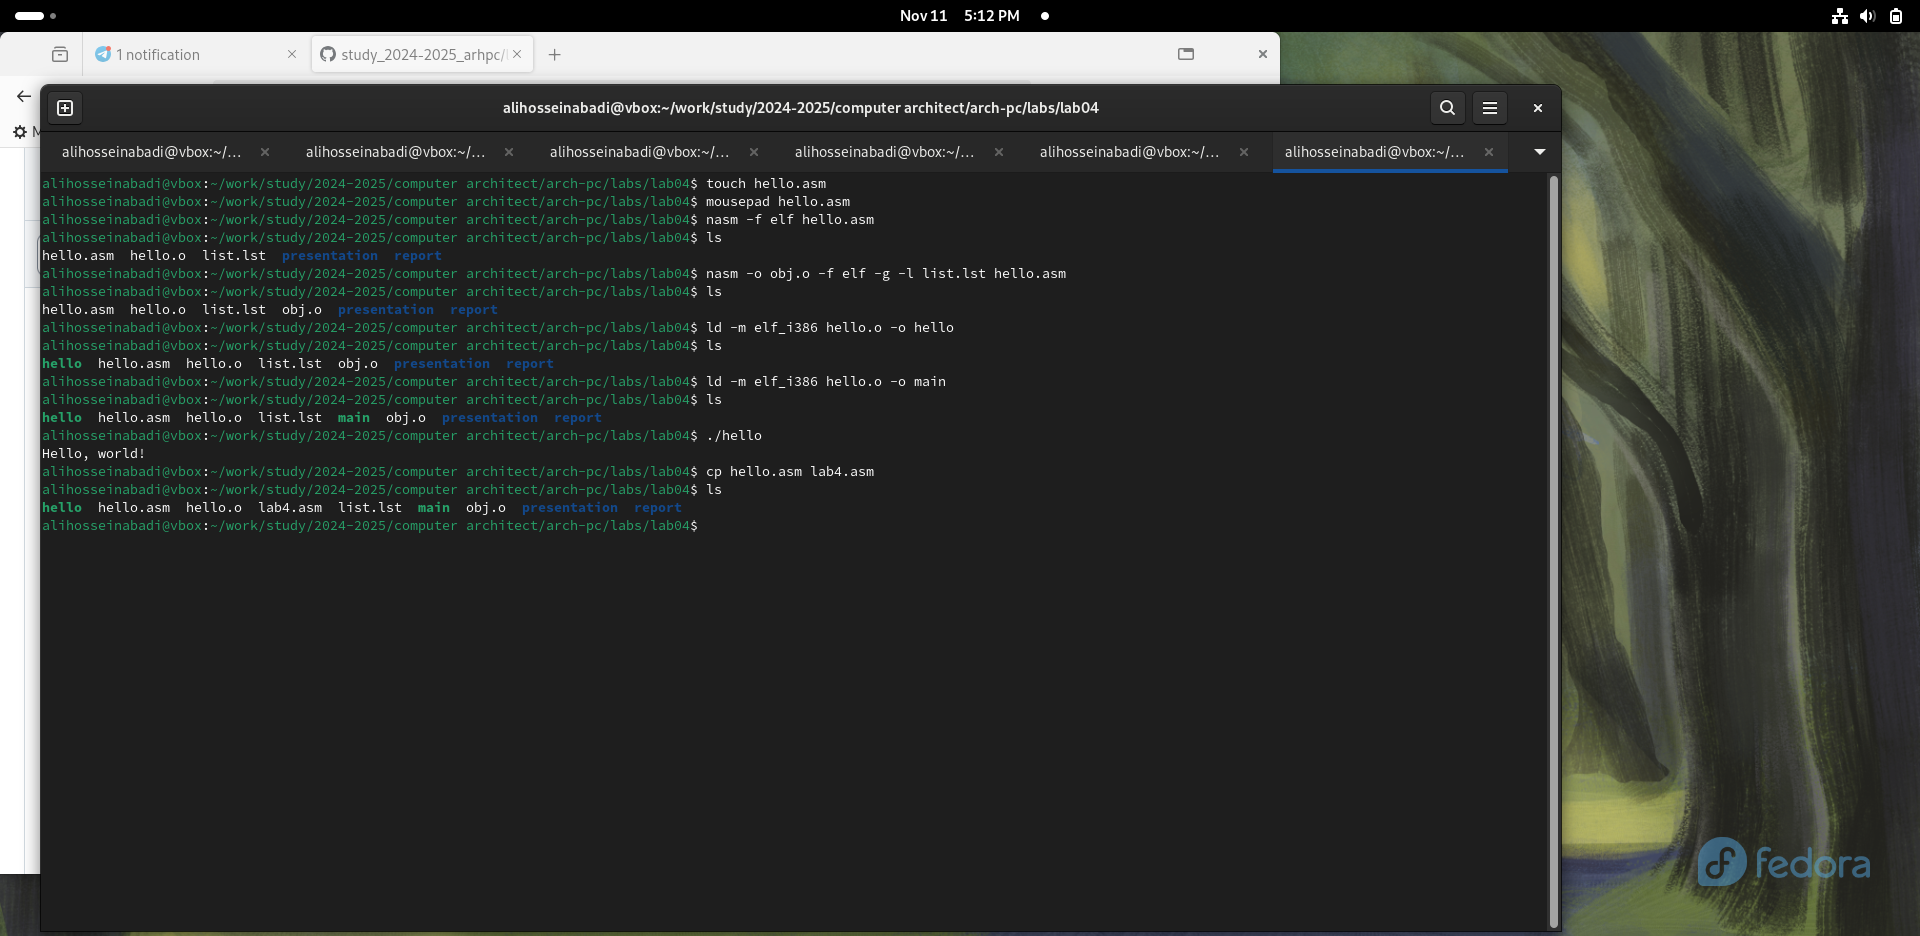 Nov 11 5:12 PM
1 notification
study_2024-2025_arhpc/
alihosseinabadi@vbox:~/work/study/2024-2025/computer architect/arch-pc/labs/lab04
alihosseinabadi@vbox:~/... alihosseinabadi@vbox:~/... alihosseinabadi@vbox:~/... alihosseinabadi@vbox:~/... alihosseinabadi@vbox:~/... alihosseinabadi@vbox:~/...
alihosseinabadi@vbox:~/work/study/2024-2025/computer architect/arch-pc/labs/lab04$ touch hello.asm
alihosseinabadi@vbox:~/work/study/2024-2025/computer architect/arch-pc/labs/lab04$ mousepad hello.asm
alihosseinabadi@vbox:~/work/study/2024-2025/computer architect/arch-pc/labs/lab04$ nasm -f elf hello.asm
alihosseinabadi@vbox:~/work/study/2024-2025/computer architect/arch-pc/labs/lab04$ ls
hello.asm hello.o list.lst presentation report
alihosseinabadi@vbox:~/work/study/2024-2025/computer architect/arch-pc/labs/lab04$ nasm -o obj.o -f elf -g -l list.lst hello.asm
alihosseinabadi@vbox:~/work/study/2024-2025/computer architect/arch-pc/labs/lab04$ ls
hello.asm hello.o list.lst obj.o presentation report
alihosseinabadi@vbox:~/work/study/2024-2025/computer architect/arch-pc/labs/lab04$ ld -m elf_i386 hello.o -o hello
alihosseinabadi@vbox:~/work/study/2024-2025/computer architect/arch-pc/labs/lab04$ ls
hello hello.asm hello.o list.lst obj.o presentation report
alihosseinabadi@vbox:~/work/study/2024-2025/computer architect/arch-pc/labs/lab04$ ld -m elf_i386 hello.o -o main
alihosseinabadi@vbox:~/work/study/2024-2025/computer architect/arch-pc/labs/lab04$ ls
hello hello.asm hello.o list.lst main obj.o presentation report
alihosseinabadi@vbox:~/work/study/2024-2025/computer architect/arch-pc/labs/lab04$ ./hello
Hello, world!
alihosseinabadi@vbox:~/work/study/2024-2025/computer architect/arch-pc/labs/lab04$ cp hello.asm lab4.asm
alihosseinabadi@vbox:~/work/study/2024-2025/computer architect/arch-pc/labs/lab04$ ls
hello hello.asm hello.o lab4.asm list.lst main obj.o presentation report
alihosseinabadi@vbox:~/work/study/2024-2025/computer architect/arch-pc/labs/lab04$
fedora